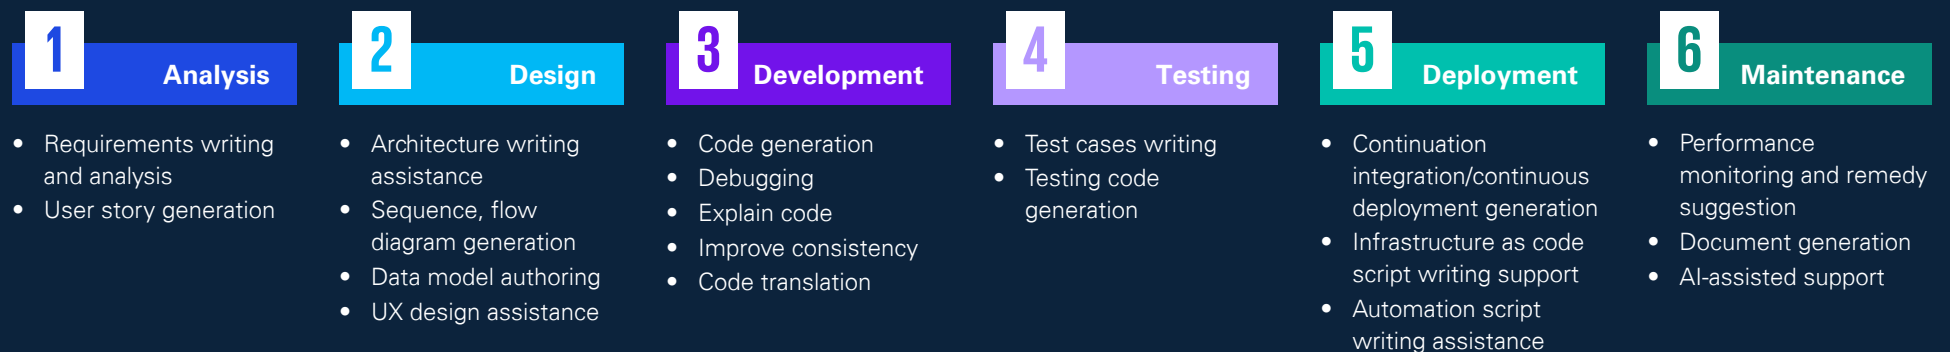 1
Analysis
• Requirements writing
and analysis
• User story generation
2
Design
• Architecture writing
assistance
• Sequence, flow
diagram generation
• Data model authoring
• UX design assistance
3
Development
• Code generation
• Debugging
• Explain code
• Improve consistency
• Code translation
4
Testing
• Test cases writing
• Testing code
generation
5
Deployment
• Continuation
integration/continuous
deployment generation
• Infrastructure as code
script writing support
• Automation script
writing assistance
6
Maintenance
• Performance
monitoring and remedy
suggestion
• Document generation
• AI-assisted support